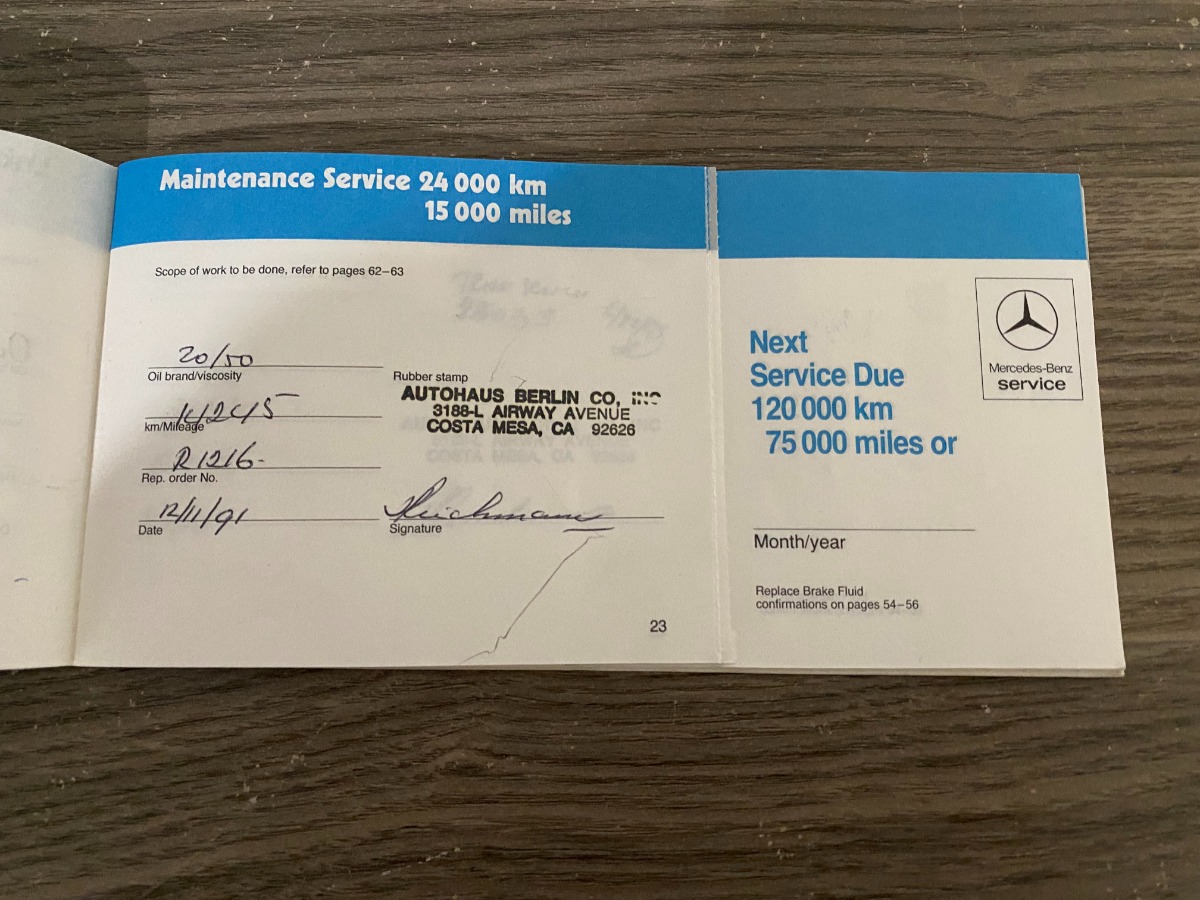 Maintenance Service 24 000 km
15 000 miles
Scope of work to be done, refer to pages 62–63
20/50
Oil brand/viscosity
14245
km/Mileage
R1216-
Rep. order No.
12/11/91
Date
Rubber stamp
AUTOHAUS BERLIN CO, INC
3188-L AIRWAY AVENUE
COSTA MESA, CA 92626
Signature
23
Mercedes-Benz
service
Next
Service Due
120 000 km
75 000 miles or
Month/year
Replace Brake Fluid
confirmations on pages 54–56